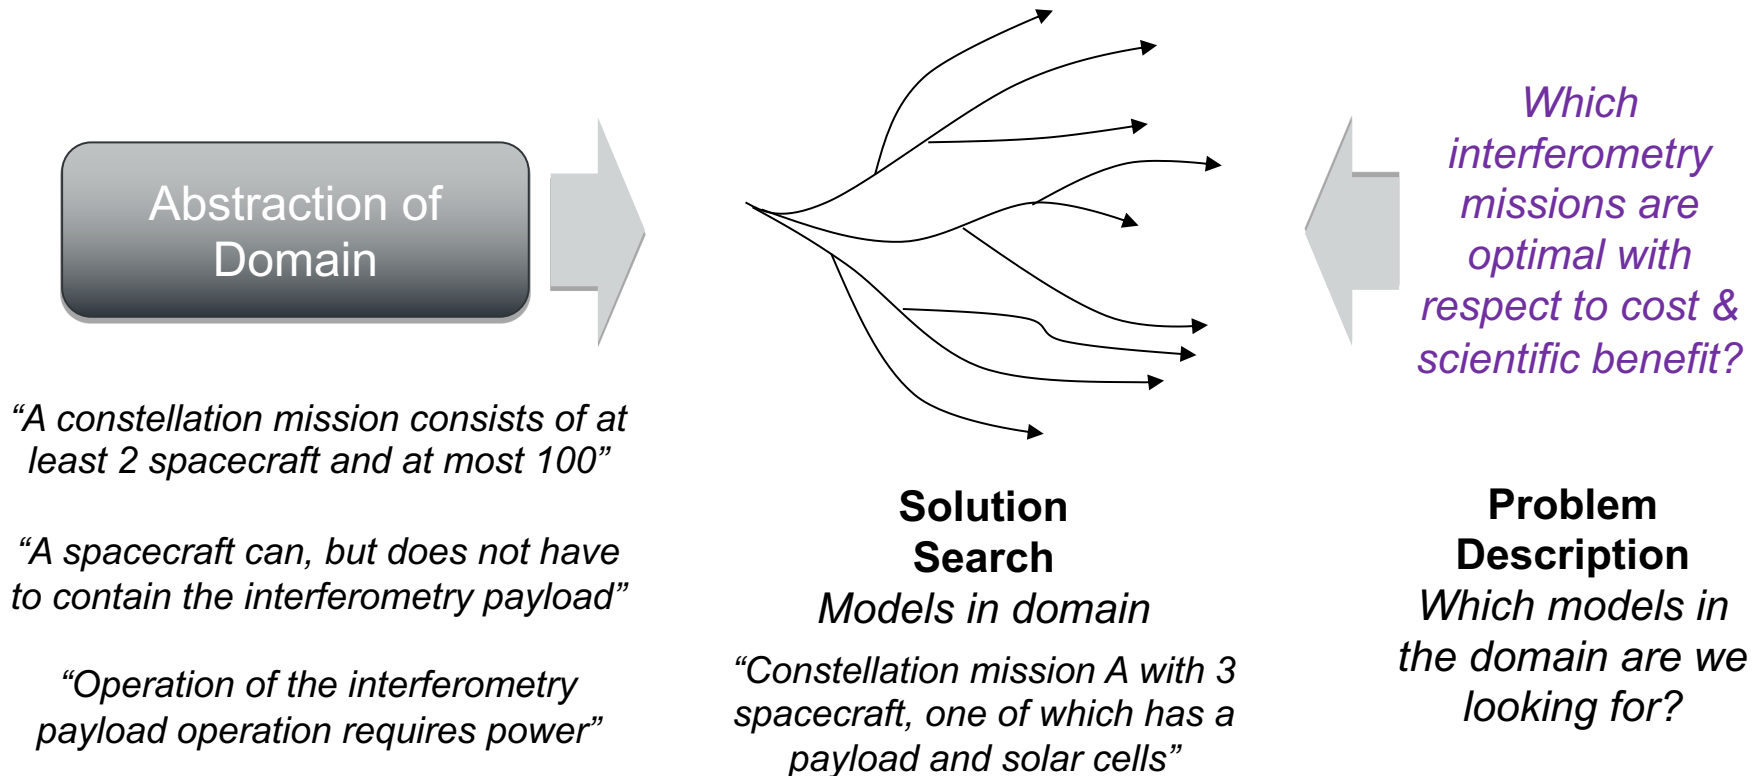 Abstraction of
Domain
“A constellation mission consists of at
least 2 spacecraft and at most 100”
“A spacecraft can, but does not have
to contain the interferometry payload”
“Operation of the interferometry
payload operation requires power”
Solution
Search
Models in domain
“Constellation mission A with 3
spacecraft, one of which has a
payload and solar cells”
Which
interferometry
missions are
optimal with
respect to cost &
scientific benefit?
Problem
Description
Which models in
the domain are we
looking for?